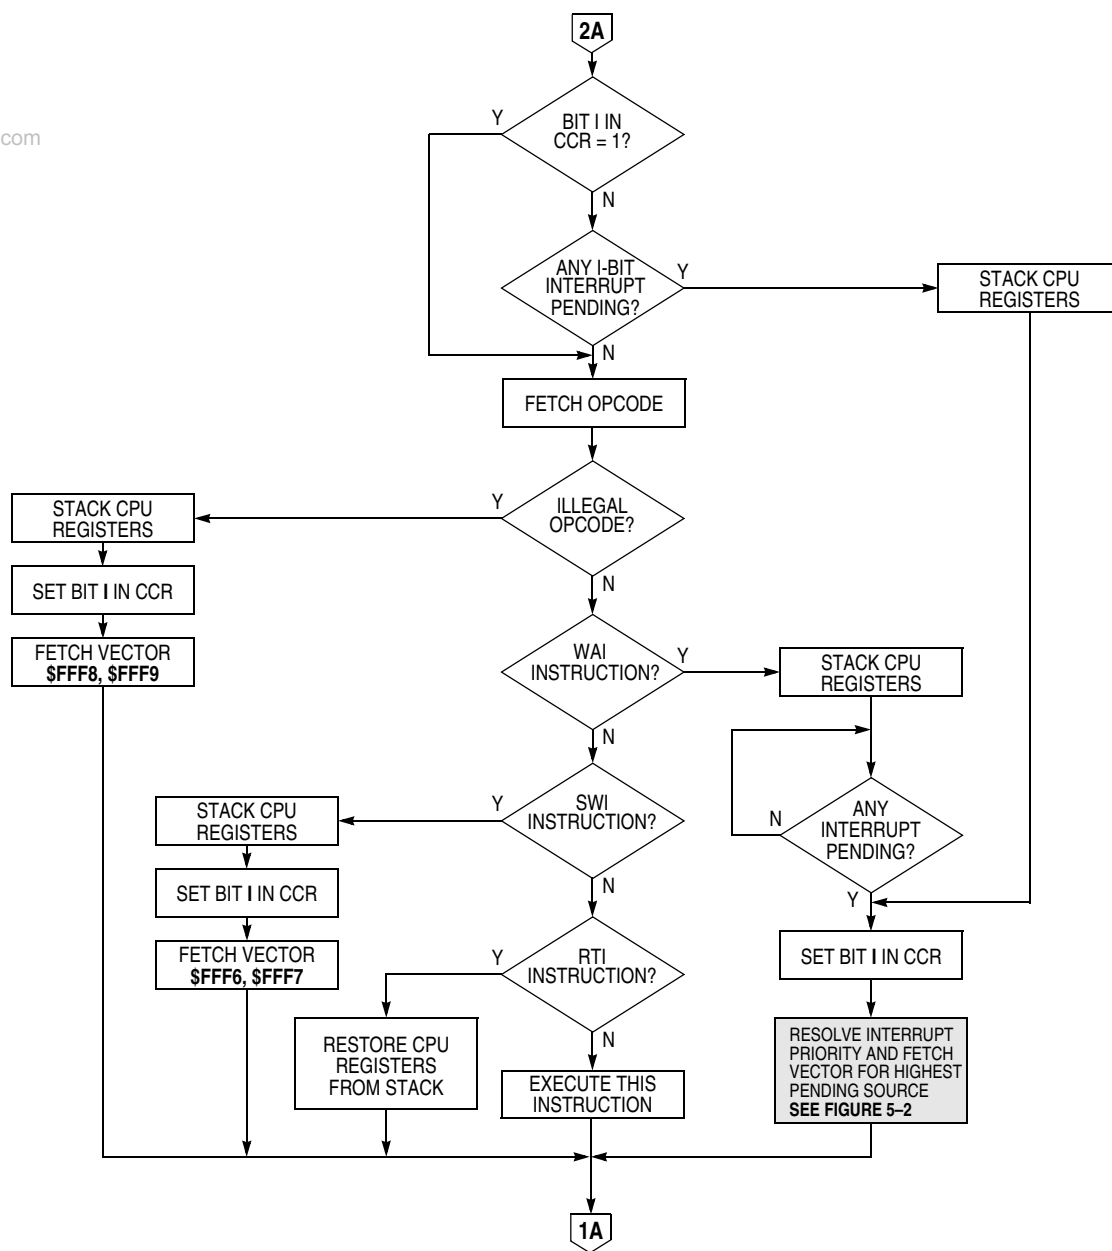 2A
com
Y
BIT I IN
CCR = 1?
N
ANY I-BIT
INTERRUPT
PENDING?
Y
STACK CPU
REGISTERS
N
FETCH OPCODE
Y
ILLEGAL
OPCODE?
STACK CPU
REGISTERS
N
SET BIT I IN CCR
FETCH VECTOR
$FFF8, $FFF9
WAI
INSTRUCTION?
Y
STACK CPU
REGISTERS
N
Y
SWI
INSTRUCTION?
STACK CPU
REGISTERS
N
ANY
INTERRUPT
PENDING?
SET BIT I IN CCR
N
Y
FETCH VECTOR
$FFF6, $FFF7
Y
RTI
INSTRUCTION?
SET BIT I IN CCR
N
RESTORE CPU
REGISTERS
FROM STACK
EXECUTE THIS
INSTRUCTION
RESOLVE INTERRUPT
PRIORITY AND FETCH
VECTOR FOR HIGHEST
PENDING SOURCE
SEE FIGURE 5–2
1A